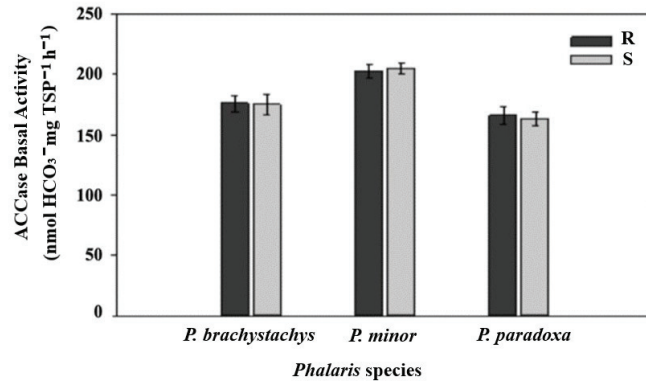 ACCase Basal Activity
(nmol HCO₃⁻mg TSP⁻¹ h⁻¹)
250
200
150
100
50
0
R
S
P. brachystachys P. minor P. paradoxa
Phalaris species